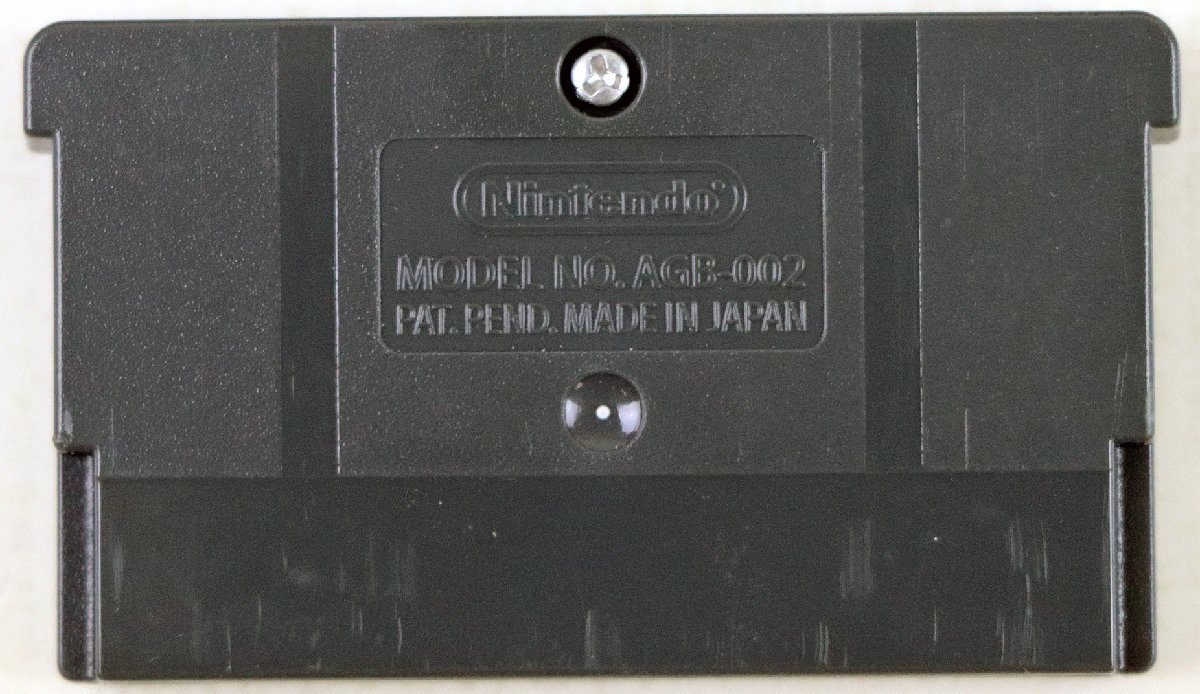 Nintendo
MODEL NO. AGB-002
PAT. PEND. MADE IN JAPAN